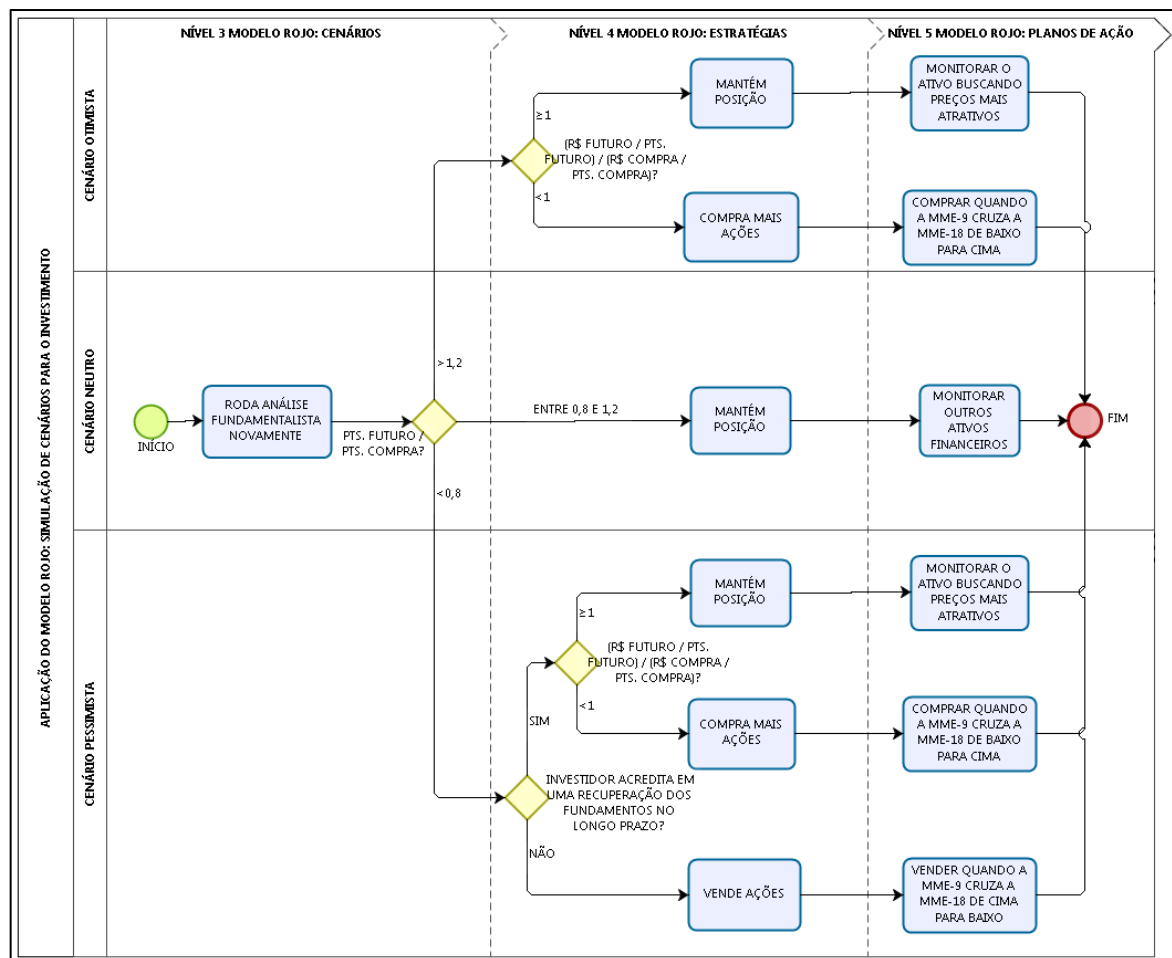 NÍVEL 3 MODELO ROJO: CENÁRIOS
NÍVEL 4 MODELO ROJO: ESTRATÉGIAS
NÍVEL 5 MODELO ROJO: PLANOS DE AÇÃO
APLICAÇÃO DO MODELO ROJO: SIMULAÇÃO DE CENÁRIOS PARA O INVESTIMENTO
CENÁRIO OTIMISTA
≥1
(R$ FUTURO / PTS.
FUTURO) / (R$ COMPRA /
PTS. COMPRA)?
<1
MANTÉM
POSIÇÃO
MONITORAR O
ATIVO BUSCANDO
PREÇOS MAIS
ATRATIVOS
COMPRA MAIS
AÇÕES
COMPRAR QUANDO
A MME-9 CRUZA A
MME-18 DE BAIXO
PARA CIMA
CENÁRIO NEUTRO
INÍCIO
RODA ANÁLISE
FUNDAMENTALISTA
NOVAMENTE
PTS. FUTURO /
PTS. COMPRA?
>1,2
ENTRE 0,8 E 1,2
<0,8
MANTÉM
POSIÇÃO
MONITORAR
OUTROS
ATIVOS
FINANCEIROS
FIM
CENÁRIO PESSIMISTA
INVESTIDOR ACREDITA EM
UMA RECUPERAÇÃO DOS
FUNDAMENTOS NO
LONGO PRAZO?
SIM
NÃO
≥1
(R$ FUTURO / PTS.
FUTURO) / (R$ COMPRA /
PTS. COMPRA)?
<1
MANTÉM
POSIÇÃO
MONITORAR O
ATIVO BUSCANDO
PREÇOS MAIS
ATRATIVOS
COMPRA MAIS
AÇÕES
COMPRAR QUANDO
A MME-9 CRUZA A
MME-18 DE BAIXO
PARA CIMA
VENDE AÇÕES
VENDER QUANDO A
MME-9 CRUZA A
MME-18 DE CIMA
PARA BAIXO